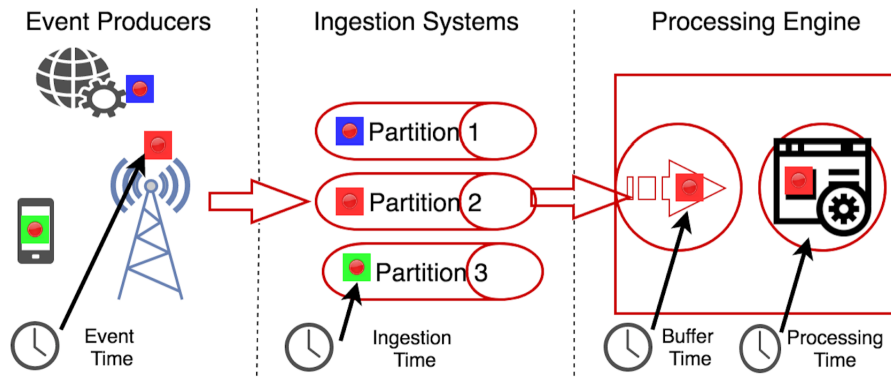 Event Producers
Ingestion Systems
Processing Engine
Partition 1
Partition 2
Partition 3
Event
Time
Ingestion
Time
Buffer
Time
Processing
Time